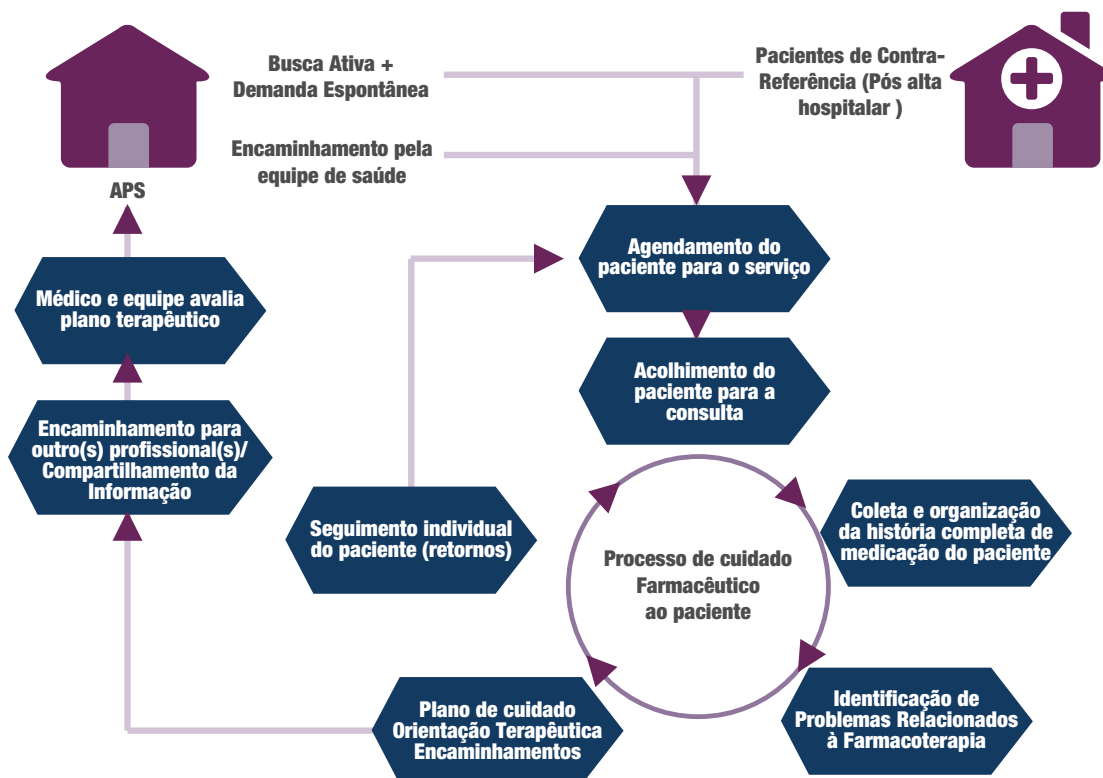 Busca Ativa +
Demanda Espontânea
Pacientes de Contra-
Referência (Pós alta
hospitalar )
Encaminhamento pela
equipe de saúde
APS
Agendamento do
paciente para o serviço
Médico e equipe avalia
plano terapêutico
Acolhimento do
paciente para a
consulta
Encaminhamento para
outro(s) profissional(s)/
Compartilhamento da
Informação
Seguimento individual
do paciente (retornos)
Coleta e organização
da história completa de
medicação do paciente
Processo de cuidado
Farmacêutico
ao paciente
Plano de cuidado
Orientação Terapêutica
Encaminhamentos
Identificação de
Problemas Relacionados
à Farmacoterapia